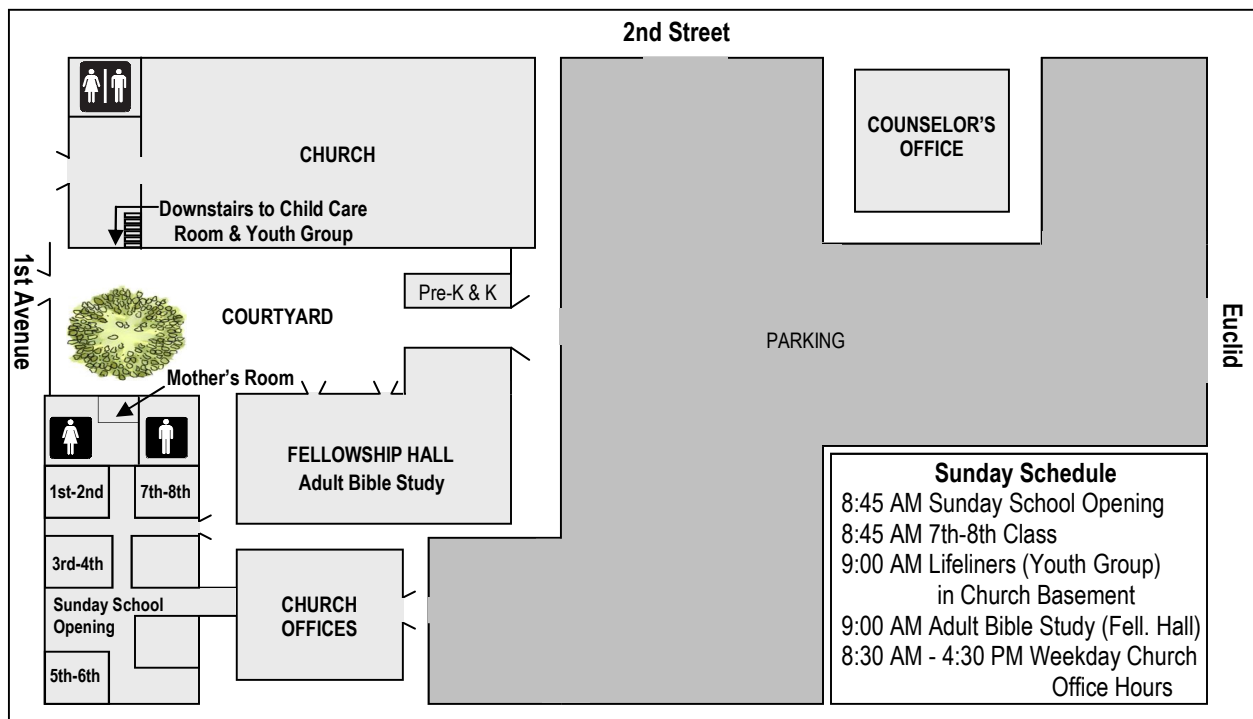 2nd Street
CHURCH
COUNSELOR'S
OFFICE
Downstairs to Child Care
Room & Youth Group
1st Avenue
Pre-K & K
COURTYARD
PARKING
Euclid
Mother's Room
FELLOWSHIP HALL
Adult Bible Study
1st-2nd
7th-8th
3rd-4th
Sunday School
Opening
5th-6th
CHURCH
OFFICES
Sunday Schedule
8:45 AM Sunday School Opening
8:45 AM 7th-8th Class
9:00 AM Lifeliners (Youth Group)
in Church Basement
9:00 AM Adult Bible Study (Fell. Hall)
8:30 AM - 4:30 PM Weekday Church
Office Hours